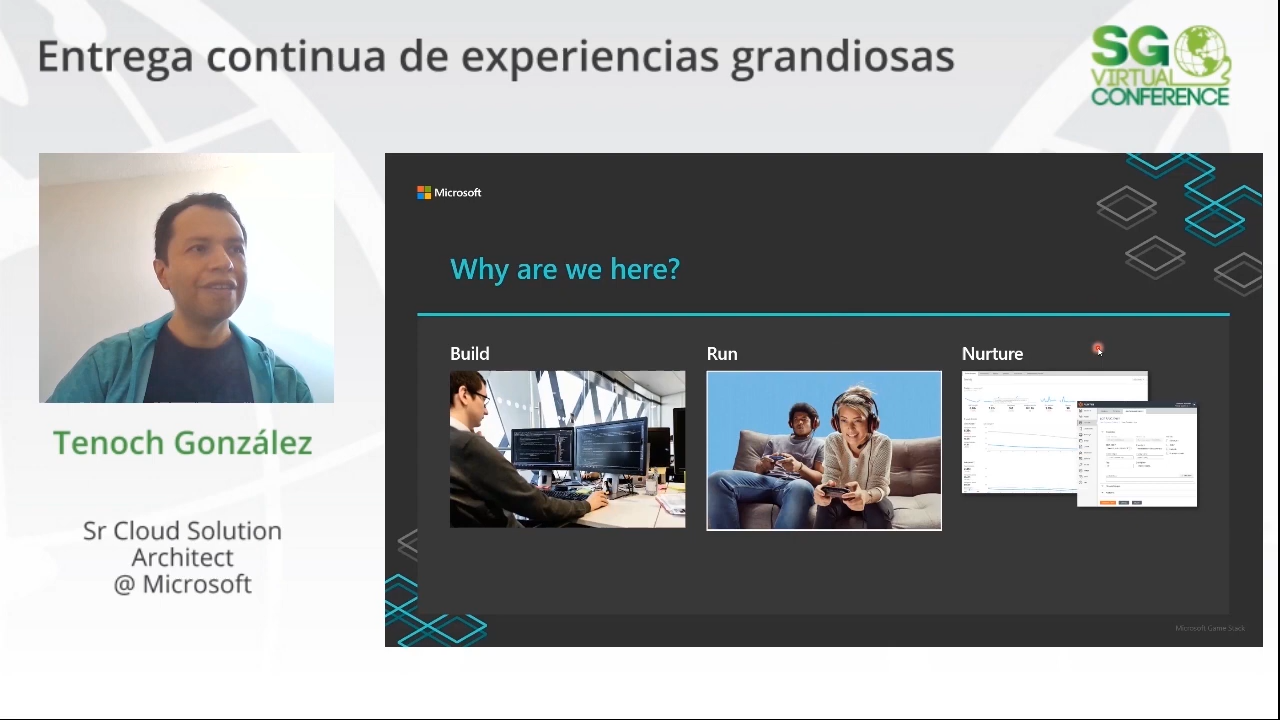 Entrega continua de experiencias grandiosas
SG
VIRTUAL
CONFERENCE
Microsoft
Why are we here?
Build
Run
Nurture
Tenoch González
Sr Cloud Solution
Architect
@ Microsoft
Microsoft Game Stack